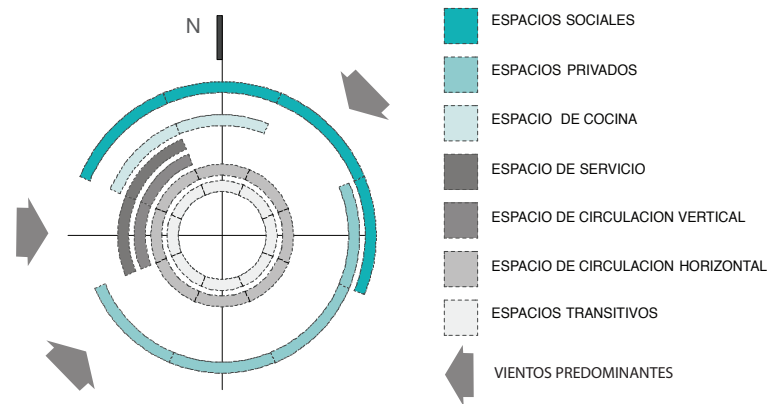 N
ESPACIOS SOCIALES
ESPACIOS PRIVADOS
ESPACIO DE COCINA
ESPACIO DE SERVICIO
ESPACIO DE CIRCULACION VERTICAL
ESPACIO DE CIRCULACION HORIZONTAL
ESPACIOS TRANSITIVOS
VIENTOS PREDOMINANTES